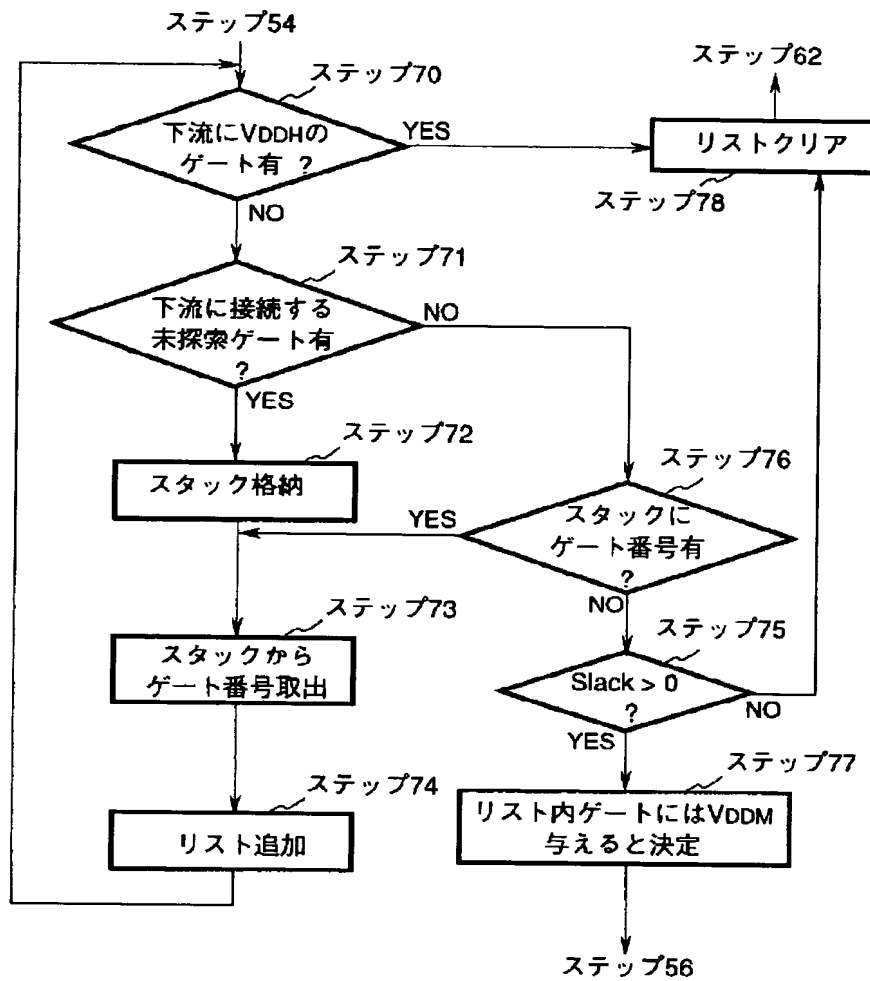 ステップ54
ステップ70
下流にVDDHの
ゲート有 ?
YES
NO
ステップ62
リストクリア
ステップ78
ステップ71
下流に接続する
未探索ゲート有
?
NO
YES
ステップ72
スタック格納
ステップ76
スタックに
ゲート番号有
?
YES
NO
ステップ73
スタックから
ゲート番号取出
ステップ75
Slack > 0
?
NO
YES
ステップ74
リスト追加
ステップ77
リスト内ゲートにはVDDM
与えると決定
ステップ56